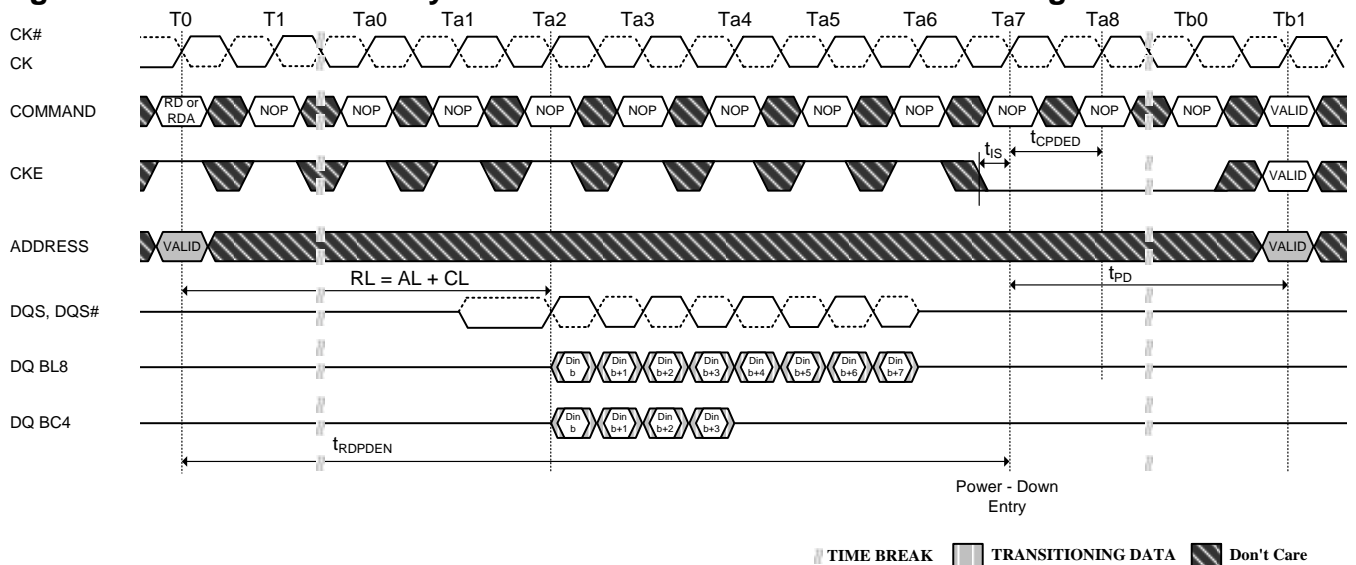 T0 T1 Ta0 Ta1 Ta2 Ta3 Ta4 Ta5 Ta6 Ta7 Ta8 Tb0 Tb1
CK#
CK
COMMAND
RD or
RDA
NOP NOP NOP NOP NOP NOP NOP NOP NOP NOP NOP VALID
tIS
tCPDED
CKE
VALID
ADDRESS
VALID
VALID
RL = AL + CL
tPD
DQS, DQS#
DQ BL8
Din
b
Din
b+1
Din
b+2
Din
b+3
Din
b+4
Din
b+5
Din
b+6
Din
b+7
DQ BC4
Din
b
Din
b+1
Din
b+2
Din
b+3
tRDPDEN
Power - Down
Entry
TIME BREAK
TRANSITIONING DATA
Don't Care